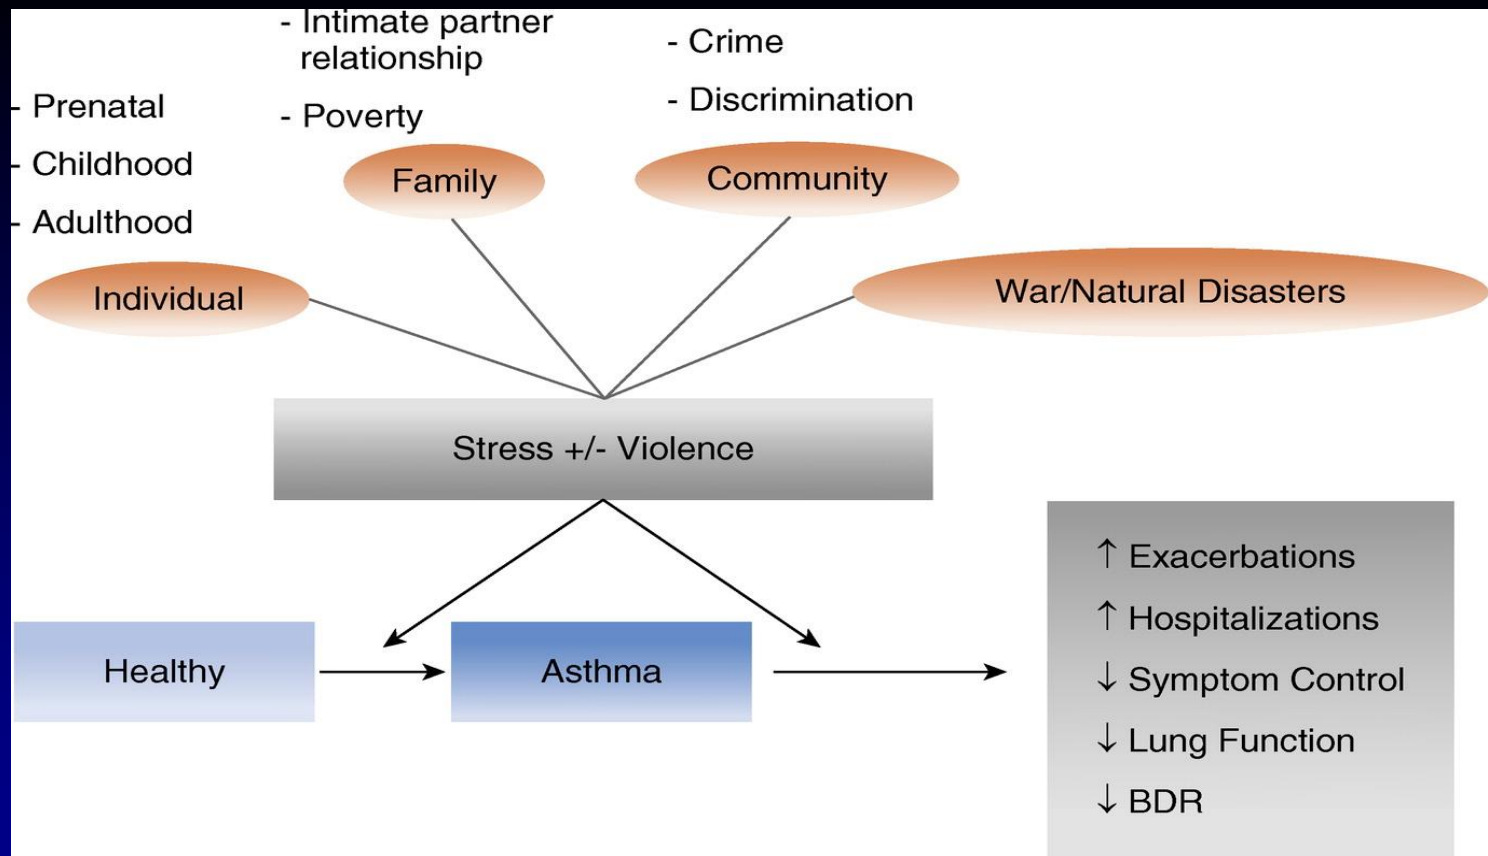 - Intimate partner
relationship
- Poverty
- Crime
- Discrimination
- Prenatal
- Childhood
- Adulthood
Family
Community
Individual
War/Natural Disasters
Stress +/- Violence
Healthy
Asthma
↑ Exacerbations
↑ Hospitalizations
↓ Symptom Control
↓ Lung Function
↓ BDR